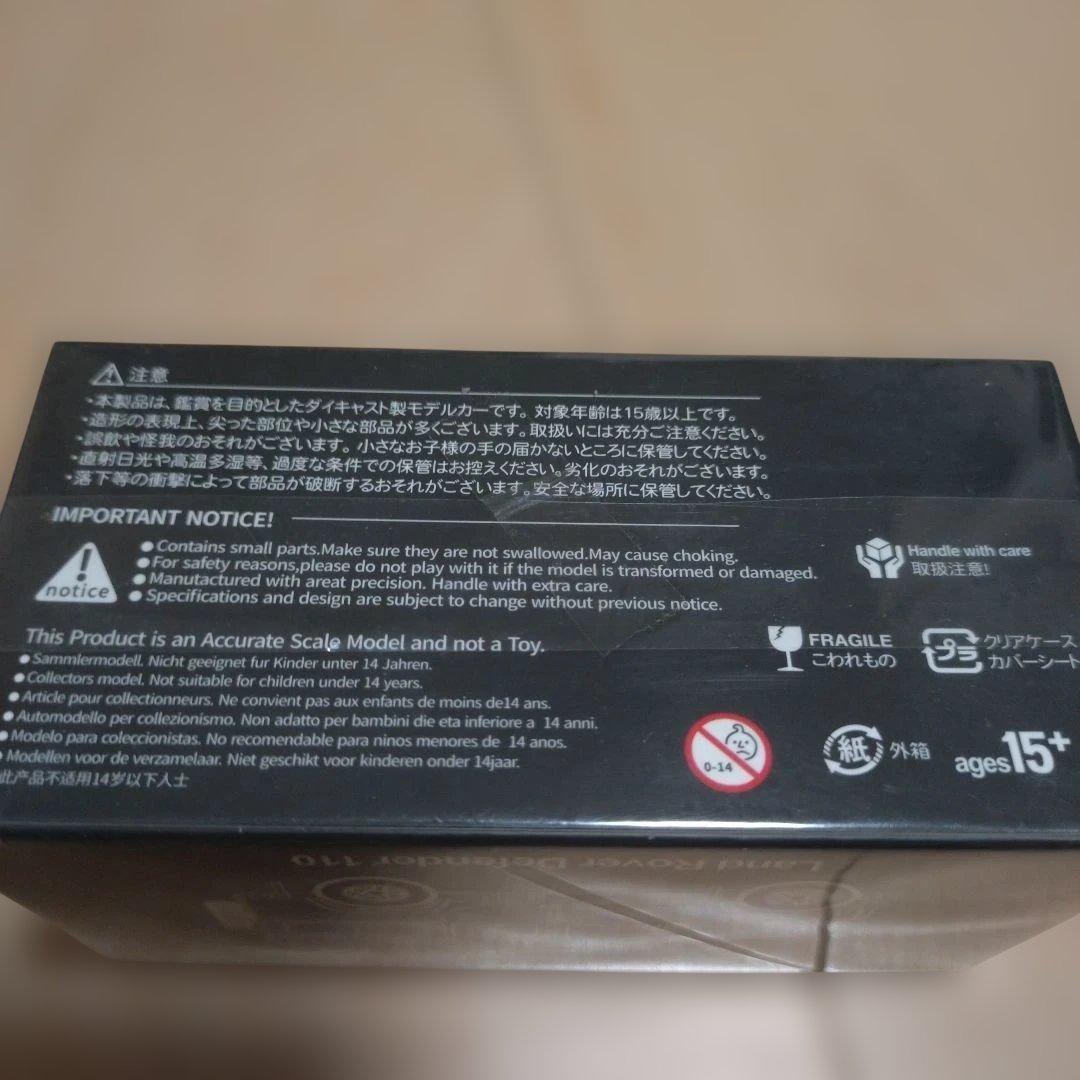 注意
・本製品は、鑑賞を目的としたダイキャスト製モデルカーです。対象年齢は15歳以上です。
・造形の表現上、尖った部位や小さな部品が多くございます。取扱いには充分ご注意ください。
・誤飲や怪我のおそれがございます。小さなお子様の手の届かないところに保管してください。
・直射日光や高温多湿等、過度な条件での保管はお控えください。劣化のおそれがございます。
・落下等の衝撃によって部品が破断するおそれがございます。安全な場所に保管してください。
IMPORTANT NOTICE!
notice
●Contains small parts.Make sure they are not swallowed.May cause choking.
●For safety reasons,please do not play with it if the model is transformed or damaged.
●Manutactured with areat precision. Handle with extra care.
●Specifications and design are subject to change without previous notice.
Handle with care
取扱注意!
This Product is an Accurate Scale Model and not a Toy.
●Sammlermodell. Nicht geeignet fur Kinder unter 14 Jahren.
●Collectors model. Not suitable for children under 14 years.
●Article pour collectionneurs. Ne convient pas aux enfants de moins de14 ans.
●Automodello per collezionismo. Non adatto per bambini die eta inferiore a 14 anni.
●Modelo para coleccionistas. No recomendable para ninos menores de 14 anos.
●Modellen voor de verzamelaar. Niet geschikt voor kinderen onder 14jaar.
此产品不适用14岁以下人士
FRAGILE
こわれもの
プラ
クリアケース
カバーシート
0-14
紙
外箱
ages15+
Land Rover Defender 110